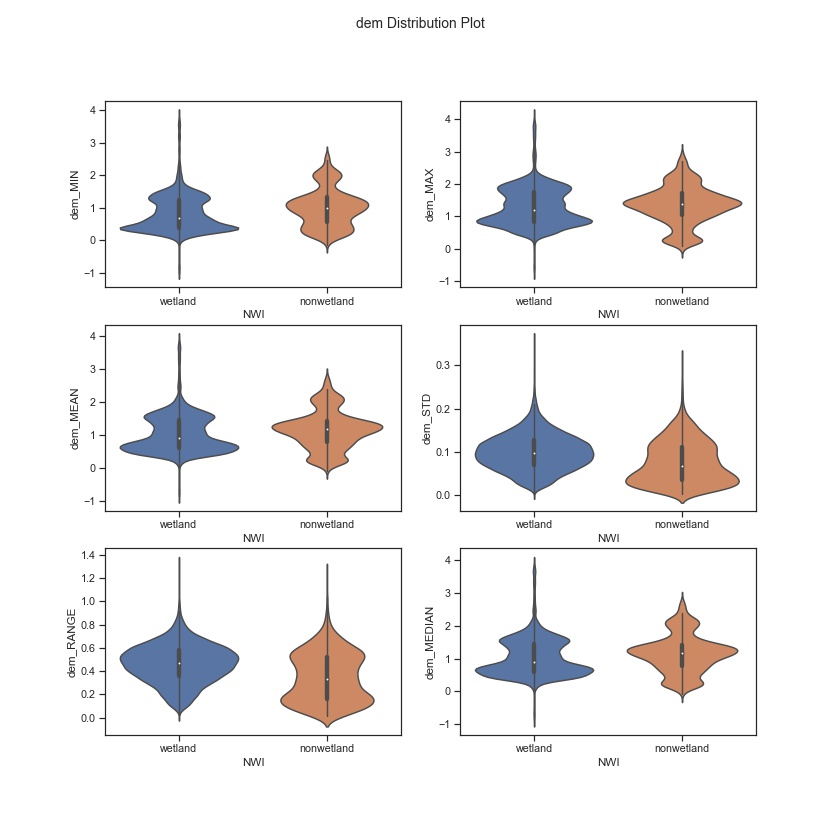 dem Distribution Plot
4
3
2
1
0
−1
dem_MIN
wetland
nonwetland
NWI
4
3
2
1
0
−1
dem_MAX
wetland
nonwetland
NWI
4
3
2
1
0
−1
dem_MEAN
wetland
nonwetland
NWI
0.3
0.2
0.1
0.0
dem_STD
wetland
nonwetland
NWI
1.4
1.2
1.0
0.8
0.6
0.4
0.2
0.0
dem_RANGE
wetland
nonwetland
NWI
4
3
2
1
0
−1
dem_MEDIAN
wetland
nonwetland
NWI